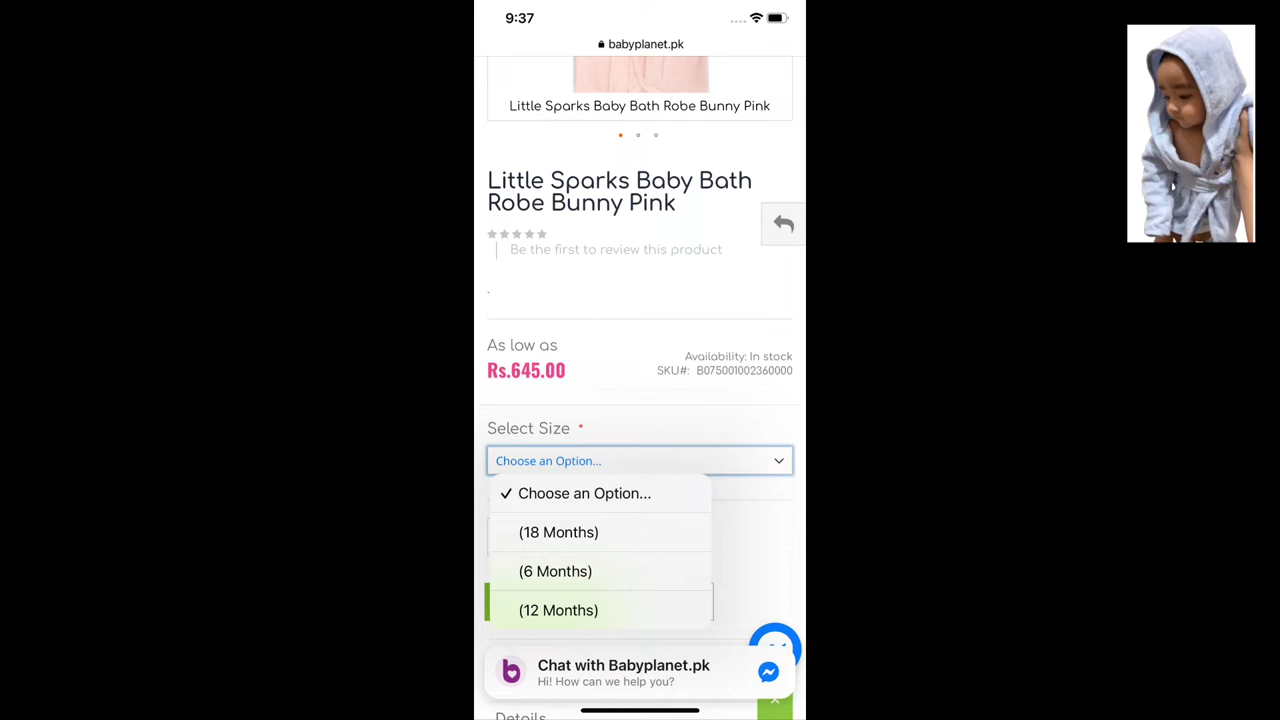 9:37
babyplanet.pk
Little Sparks Baby Bath Robe Bunny Pink
Little Sparks Baby Bath
Robe Bunny Pink
Be the first to review this product
.
As low as
Availability: In stock
Rs.645.00
SKU#: B075001002360000
Select Size *
Choose an Option...
✓ Choose an Option...
(18 Months)
(6 Months)
(12 Months)
Chat with Babyplanet.pk
Hi! How can we help you?
Details